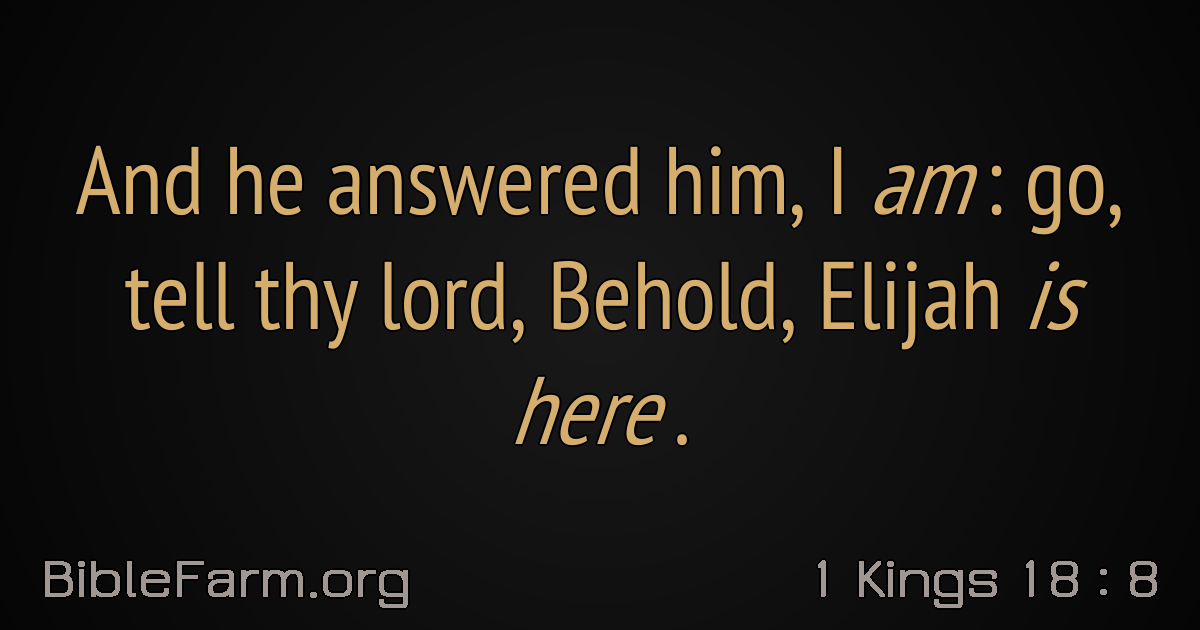 And he answered him, I am : go,
tell thy lord, Behold, Elijah is
here .
BibleFarm.org
1 Kings 18 : 8